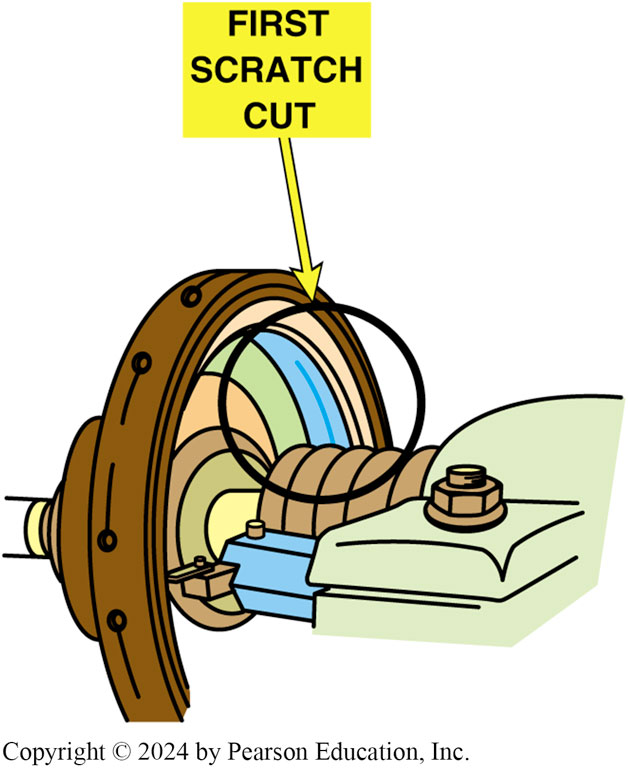 FIRST
SCRATCH
CUT
Copyright © 2024 by Pearson Education, Inc.